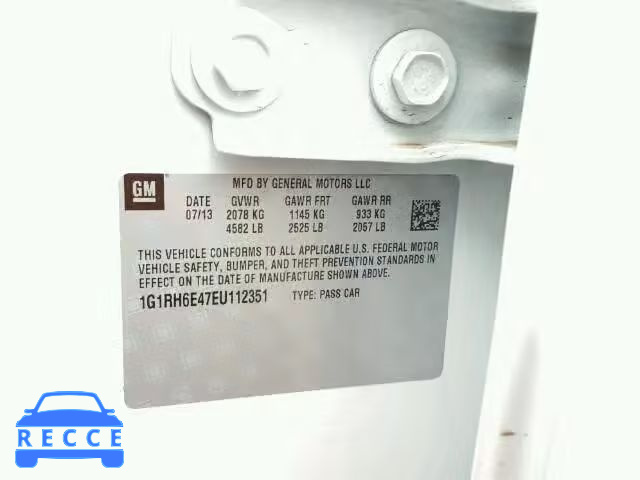 GM
MFD BY GENERAL MOTORS LLC
DATE GVWR GAWR FRT GAWR RR
07/13 2078 KG 1145 KG 933 KG
4582 LB 2525 LB 2057 LB
THIS VEHICLE CONFORMS TO ALL APPLICABLE U.S. FEDERAL MOTOR
VEHICLE SAFETY, BUMPER, AND THEFT PREVENTION STANDARDS IN
EFFECT ON THE DATE OF MANUFACTURE SHOWN ABOVE.
1G1RH6E47EU112351 TYPE: PASS CAR
RECCE